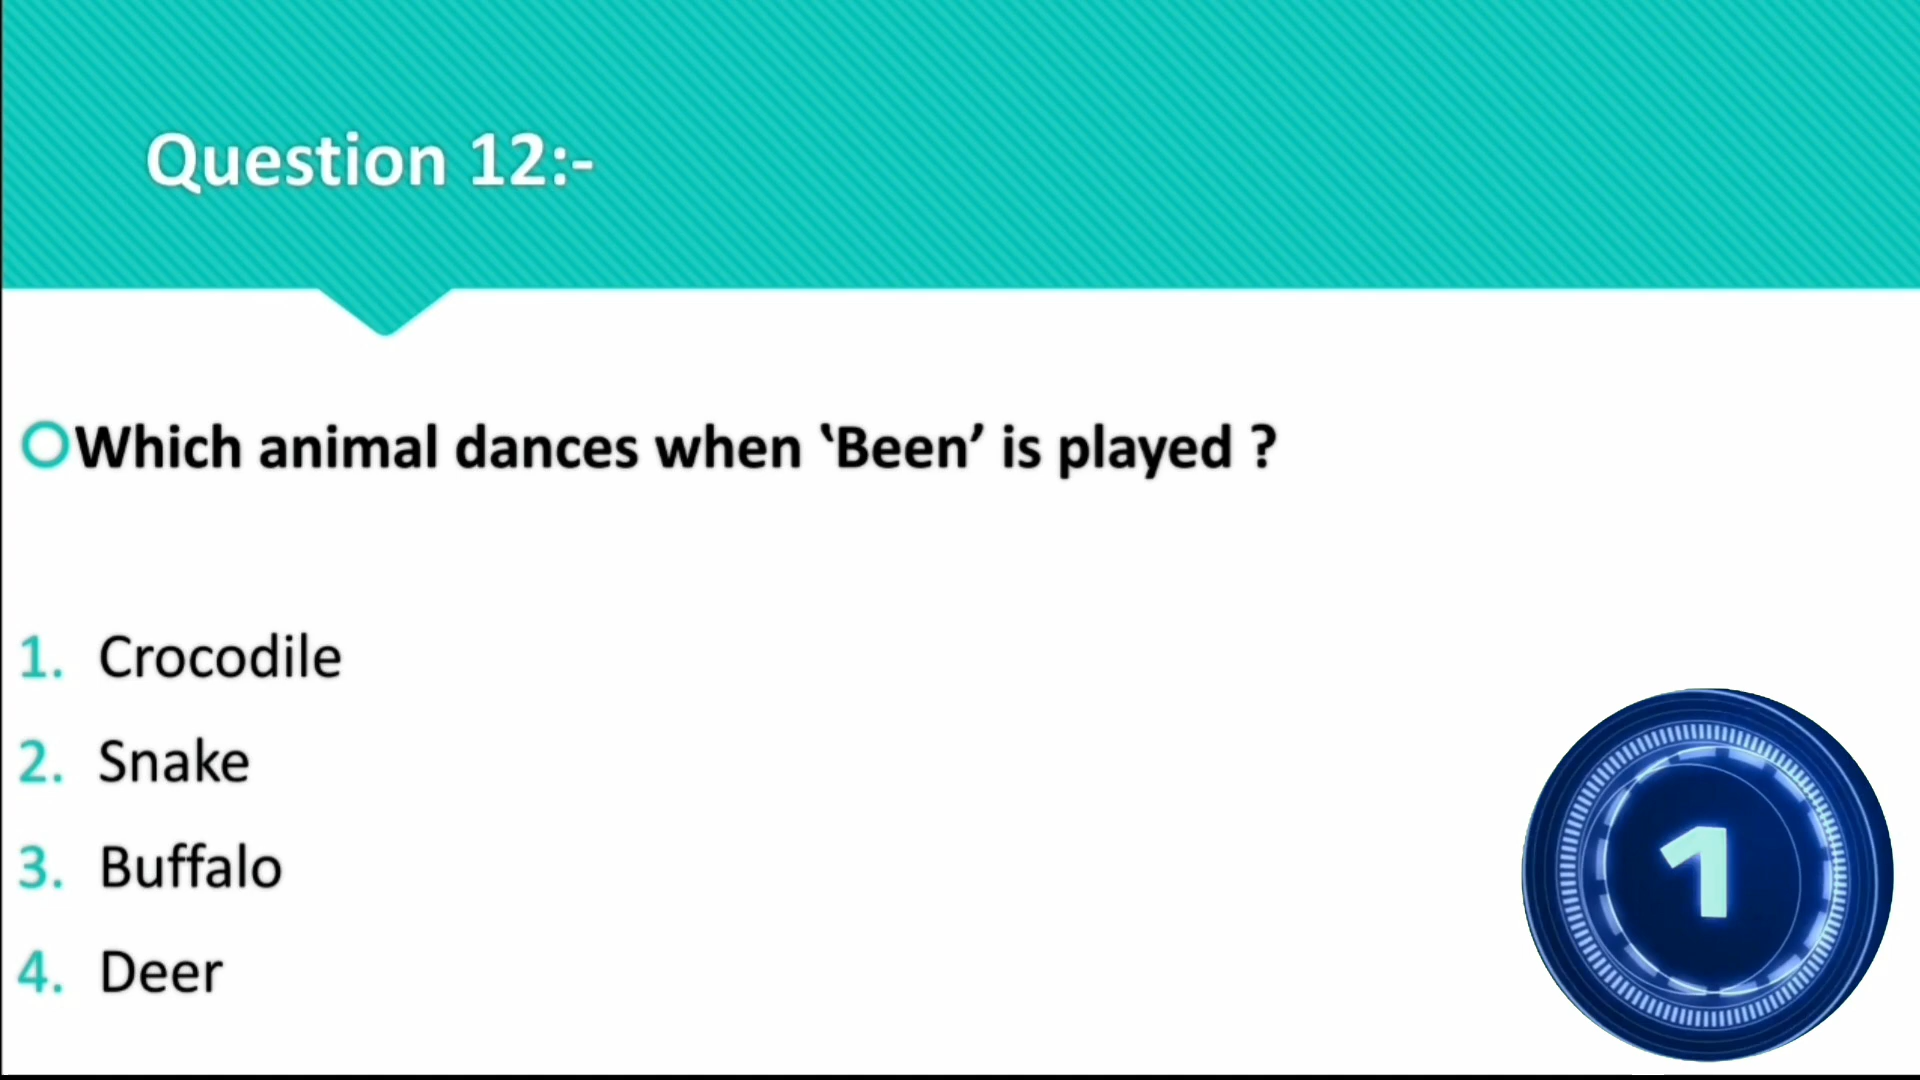 Question 12:-
Which animal dances when ‘Been’ is played ?
1. Crocodile
2. Snake
3. Buffalo
4. Deer
1